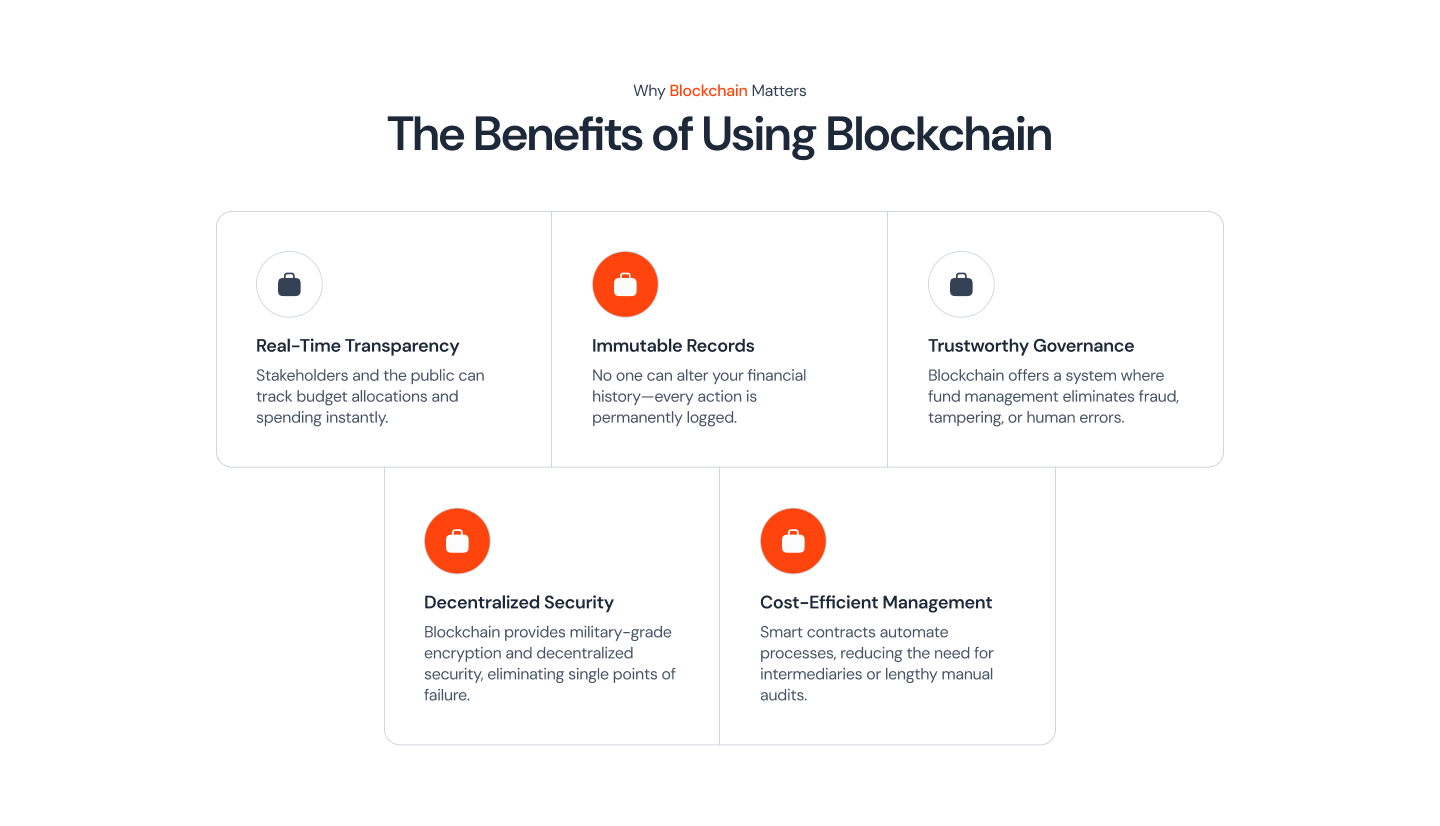 Why Blockchain Matters
The Benefits of Using Blockchain
Real-Time Transparency
Stakeholders and the public can
track budget allocations and
spending instantly.
Immutable Records
No one can alter your financial
history—every action is
permanently logged.
Trustworthy Governance
Blockchain offers a system where
fund management eliminates fraud,
tampering, or human errors.
Decentralized Security
Blockchain provides military-grade
encryption and decentralized
security, eliminating single points of
failure.
Cost-Efficient Management
Smart contracts automate
processes, reducing the need for
intermediaries or lengthy manual
audits.